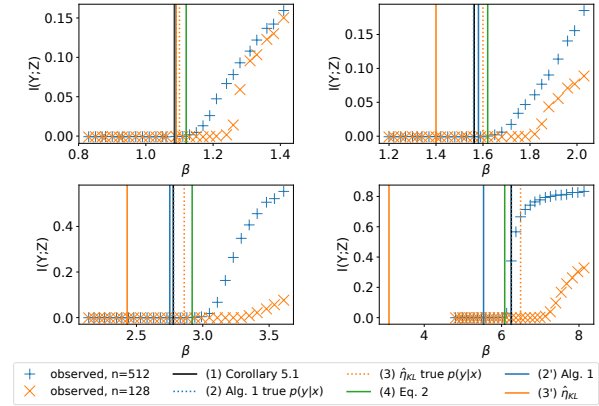 I(Y;Z)
0.15
0.10
0.05
0.00
0.8
1.0
1.2
1.4
β
I(Y;Z)
0.15
0.10
0.05
0.00
1.2
1.4
1.6
1.8
2.0
β
I(Y;Z)
0.4
0.2
0.0
2.5
3.0
3.5
β
I(Y;Z)
0.8
0.6
0.4
0.2
0.0
4
6
8
β
observed, n=512
observed, n=128
(1) Corollary 5.1
(2) Alg. 1 true p(y|x)
(3) η̂_KL true p(y|x)
(4) Eq. 2
(2') Alg. 1
(3') η̂_KL